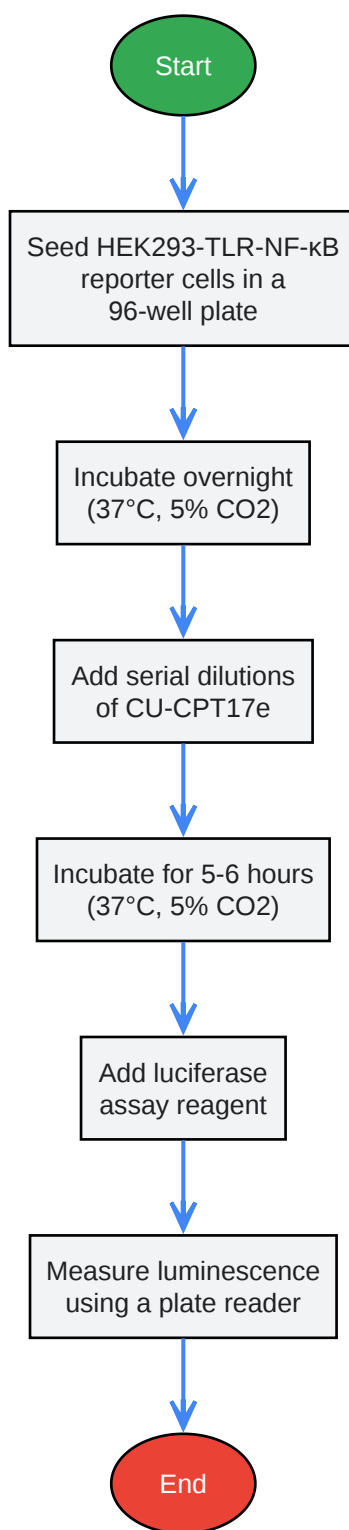 Start
Seed HEK293-TLR-NF-κB
reporter cells in a
96-well plate
Incubate overnight
(37°C, 5% CO2)
Add serial dilutions
of CU-CPT17e
Incubate for 5-6 hours
(37°C, 5% CO2)
Add luciferase
assay reagent
Measure luminescence
using a plate reader
End